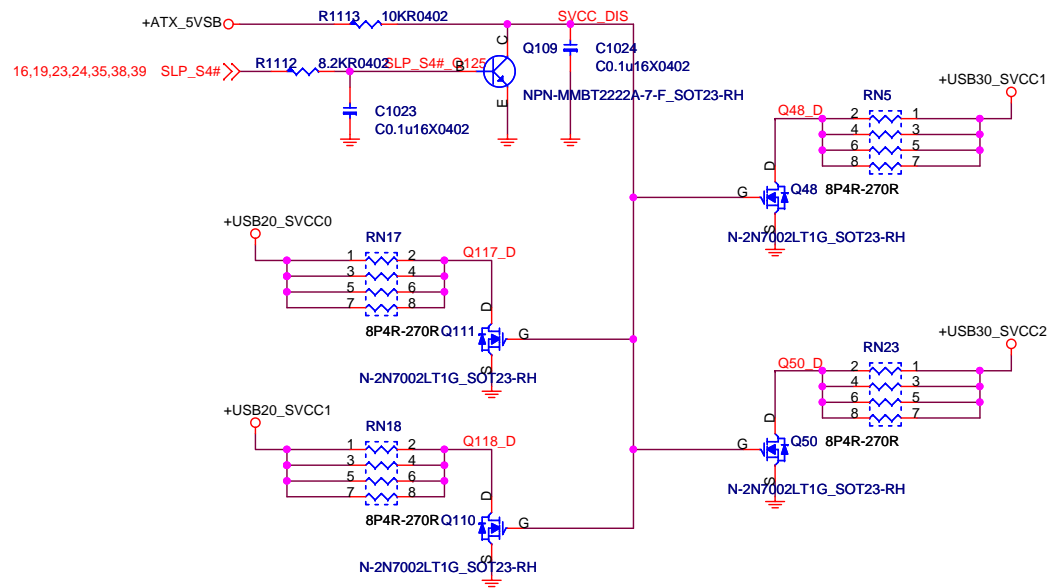 +ATX_5VSB
R1113
10KR0402
SVCC_DIS
C
Q109
C1024
C0.1u16X0402
16,19,23,24,35,38,39
SLP_S4#
R1112
8.2KR0402
SLP_S4#_Q125
B
NPN-MMBT2222A-7-F_SOT23-RH
E
C1023
C0.1u16X0402
+USB30_SVCC1
RN5
Q48_D
2 1
4 3
6 5
8 7
D
G
Q48
8P4R-270R
S
N-2N7002LT1G_SOT23-RH
+USB20_SVCC0
RN17
Q117_D
1 2
3 4
5 6
7 8
D
8P4R-270R
Q111
G
S
N-2N7002LT1G_SOT23-RH
+USB30_SVCC2
RN23
Q50_D
2 1
4 3
6 5
8 7
D
G
Q50
8P4R-270R
S
N-2N7002LT1G_SOT23-RH
+USB20_SVCC1
RN18
Q118_D
1 2
3 4
5 6
7 8
D
8P4R-270R
Q110
G
S
N-2N7002LT1G_SOT23-RH